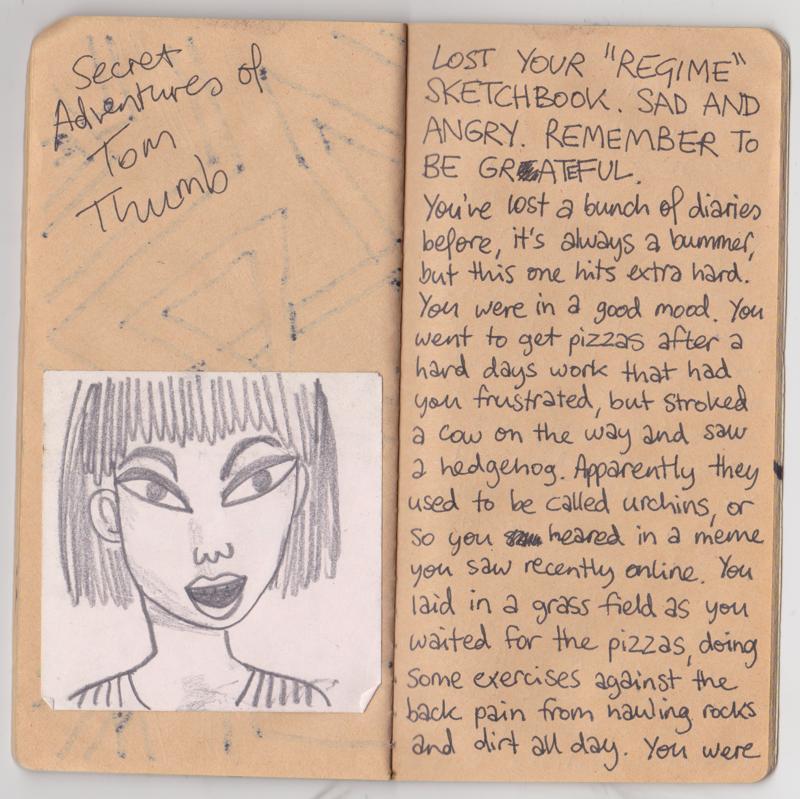 Secret
Adventures of
Tom
Thumb
LOST YOUR "REGIME"
SKETCHBOOK. SAD AND
ANGRY. REMEMBER TO
BE GREATEFUL.
You've lost a bunch of diaries
before, it's always a bummer,
but this one hits extra hard.
You were in a good mood. You
went to get pizzas after a
hard days work that had
you frustrated, but stroked
a cow on the way and saw
a hedgehog. Apparently they
used to be called urchins, or
so you heared in a meme
you saw recently online. You
laid in a grass field as you
waited for the pizzas, doing
some exercises against the
back pain from hauling rocks
and dirt all day. You were